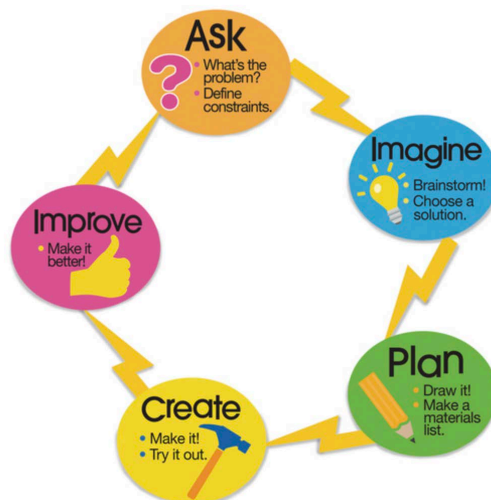 Ask
• What's the
problem?
• Define
constraints.
Imagine
• Brainstorm!
• Choose a
solution.
Plan
• Draw it!
• Make a
materials
list.
Create
• Make it!
• Try it out.
Improve
• Make it
better!